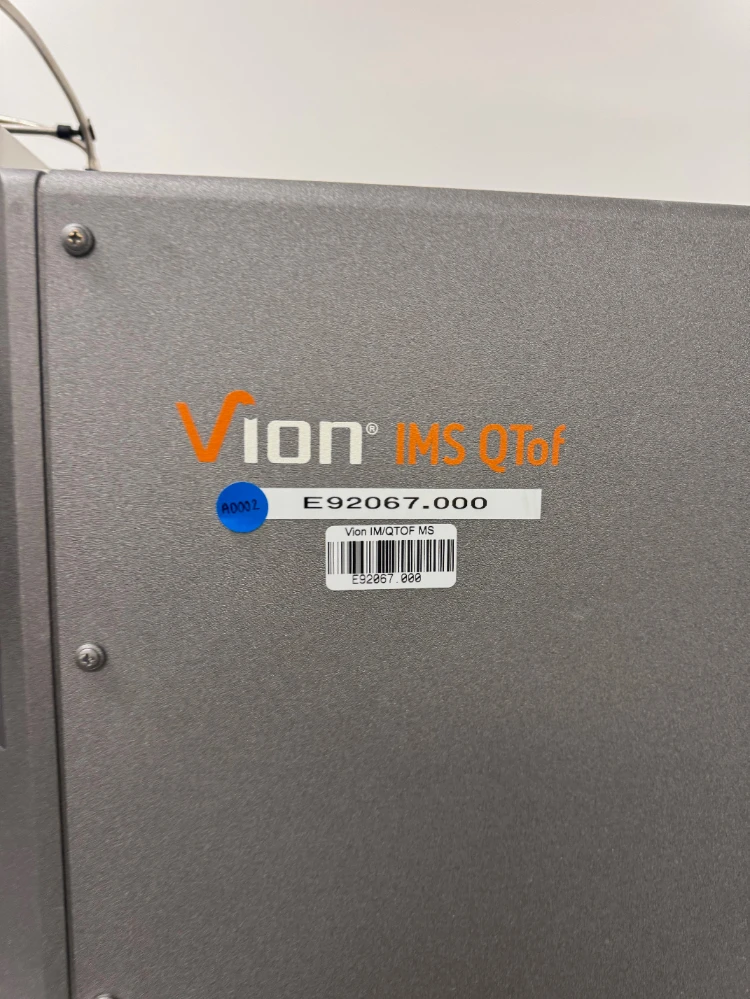 Vion® IMS QTof
A0002 E92067.000
Vion IM/QTOF MS
E92067.000